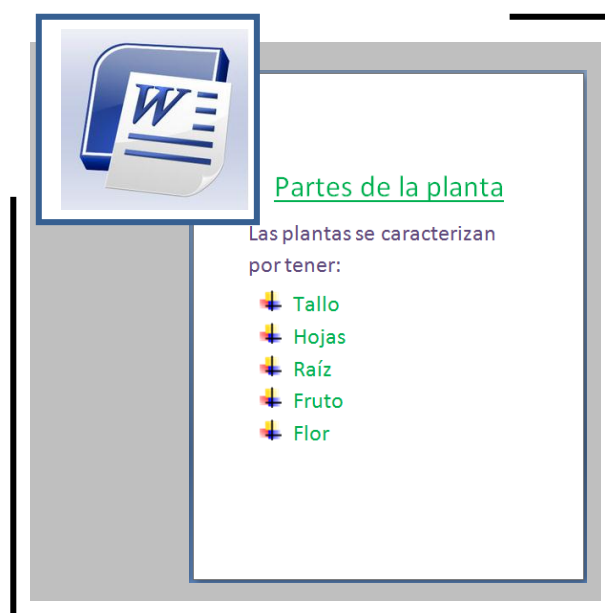 W
Partes de la planta
Las plantas se caracterizan
por tener:
Tallo
Hojas
Raíz
Fruto
Flor